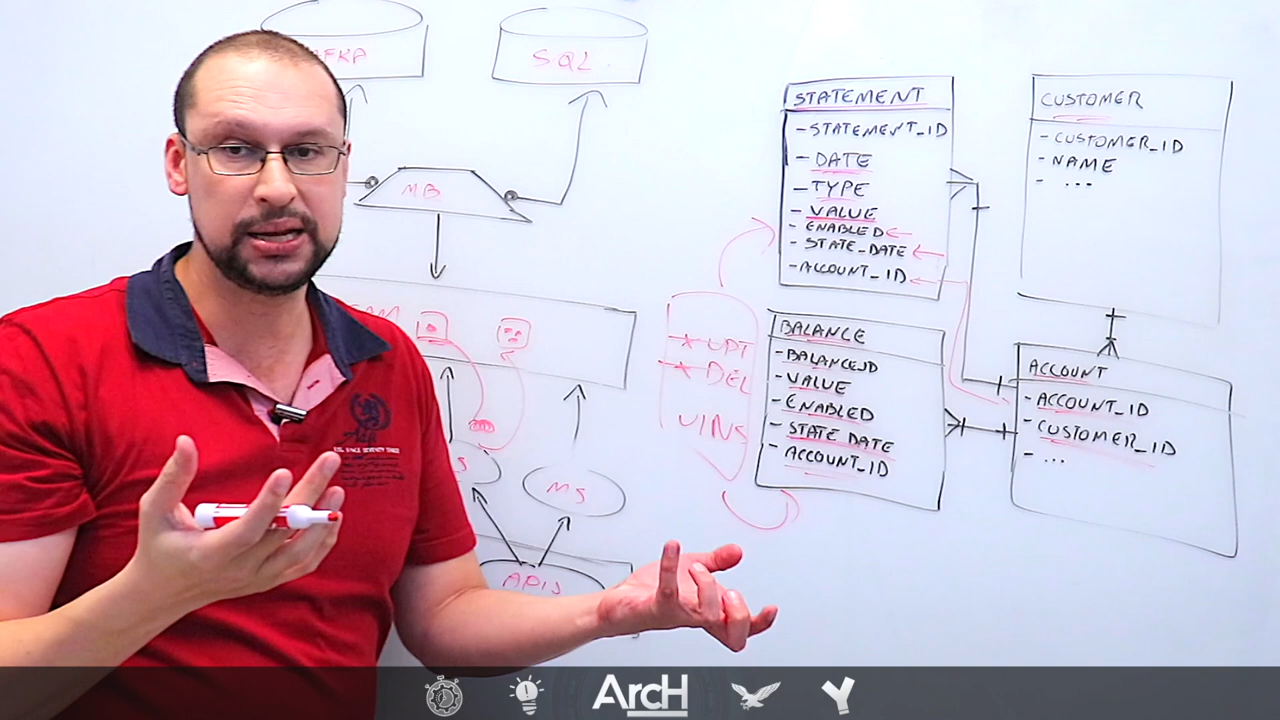 AFKA
SQL
MB
MS
APIS
STATEMENT
- STATEMENT_ID
- DATE
- TYPE
- VALUE
- ENABLED
- STATE_DATE
- ACCOUNT_ID
CUSTOMER
- CUSTOMER_ID
- NAME
- ...
* UPT
* DEL
BALANCE
- BALANCE_ID
- VALUE
- ENABLED
- STATE DATE
- ACCOUNT_ID
ACCOUNT
- ACCOUNT_ID
- CUSTOMER_ID
- ...
ArcH